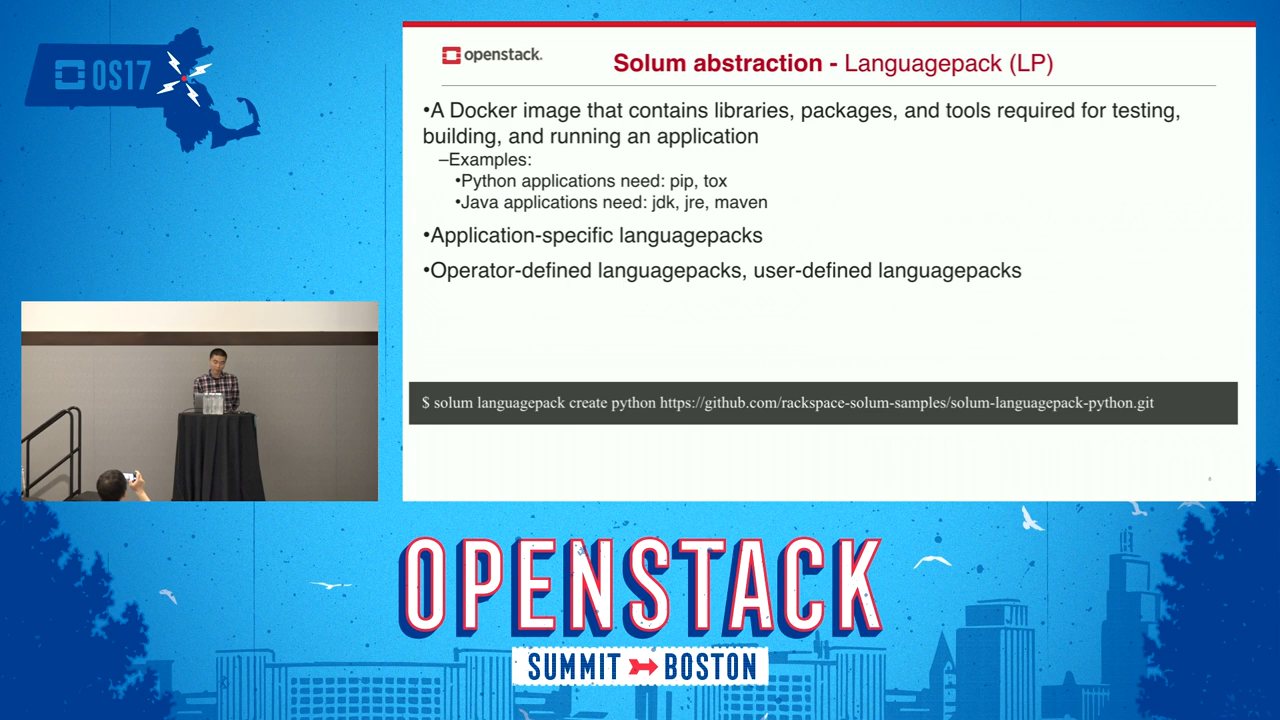 OS17
openstack.
Solum abstraction - Languagepack (LP)
•A Docker image that contains libraries, packages, and tools required for testing,
building, and running an application
–Examples:
•Python applications need: pip, tox
•Java applications need: jdk, jre, maven
•Application-specific languagepacks
•Operator-defined languagepacks, user-defined languagepacks
$ solum languagepack create python https://github.com/rackspace-solum-samples/solum-languagepack-python.git
OPENSTACK
SUMMIT BOSTON